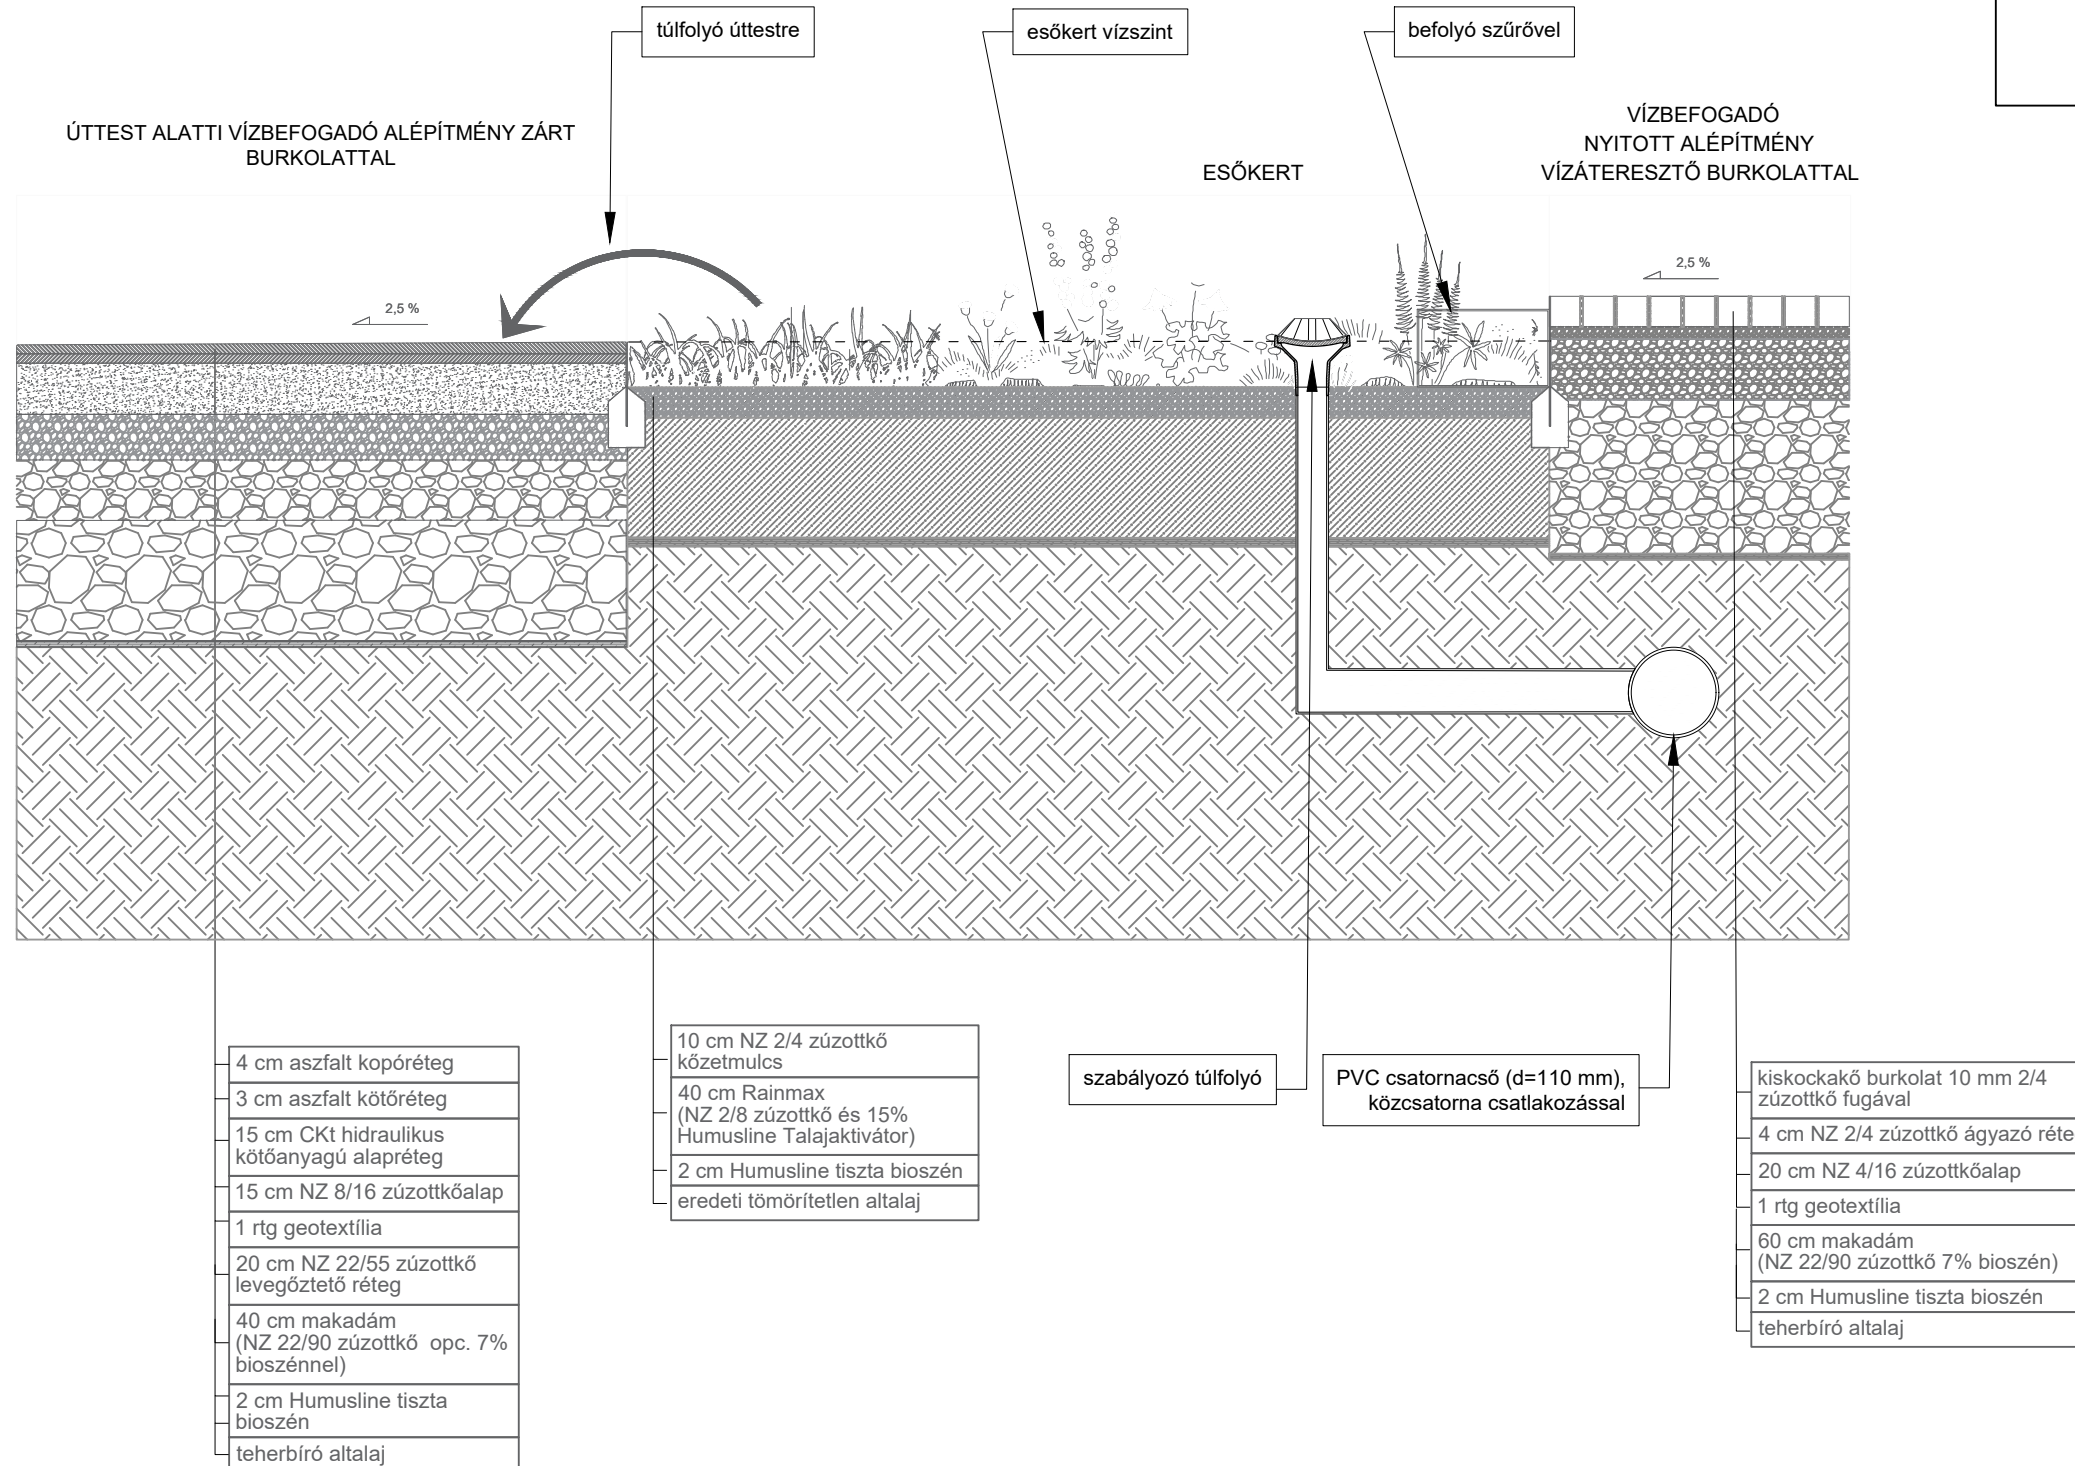 túlfolyó úttestre
esőkert vízszint
befolyó szűrővel
ÚTTEST ALATTI VÍZBEFOGADÓ ALÉPÍTMÉNY ZÁRT
BURKOLATTAL
ESŐKERT
VÍZBEFOGADÓ
NYITOTT ALÉPÍTMÉNY
VÍZÁTERESZTŐ BURKOLATTAL
2,5 %
2,5 %
4 cm aszfalt kopóréteg
3 cm aszfalt kötőréteg
15 cm CKt hidraulikus
kötőanyagú alapréteg
15 cm NZ 8/16 zúzottkőalap
1 rtg geotextília
20 cm NZ 22/55 zúzottkő
levegőztető réteg
40 cm makadám
(NZ 22/90 zúzottkő opc. 7%
bioszénnel)
2 cm Humusline tiszta
bioszén
teherbíró altalaj
10 cm NZ 2/4 zúzottkő
kőzetmulcs
40 cm Rainmax
(NZ 2/8 zúzottkő és 15%
Humusline Talajaktivátor)
2 cm Humusline tiszta bioszén
eredeti tömörítetlen altalaj
szabályozó túlfolyó
PVC csatornacső (d=110 mm),
közcsatorna csatlakozással
kiskockakő burkolat 10 mm 2/4
zúzottkő fugával
4 cm NZ 2/4 zúzottkő ágyazó réte
20 cm NZ 4/16 zúzottkőalap
1 rtg geotextília
60 cm makadám
(NZ 22/90 zúzottkő 7% bioszén)
2 cm Humusline tiszta bioszén
teherbíró altalaj